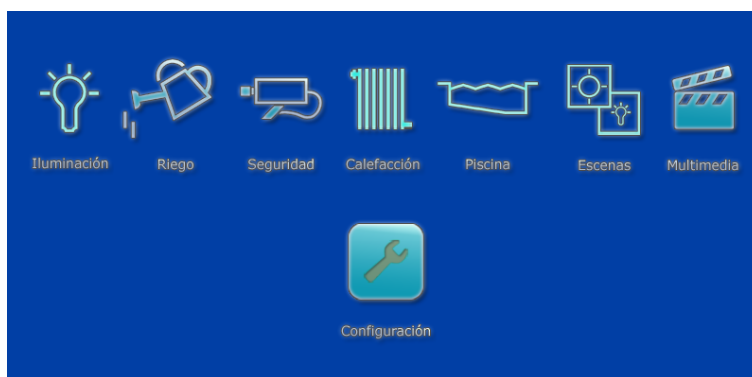 Iluminación Riego Seguridad Calefacción Piscina Escenas Multimedia
Configuración